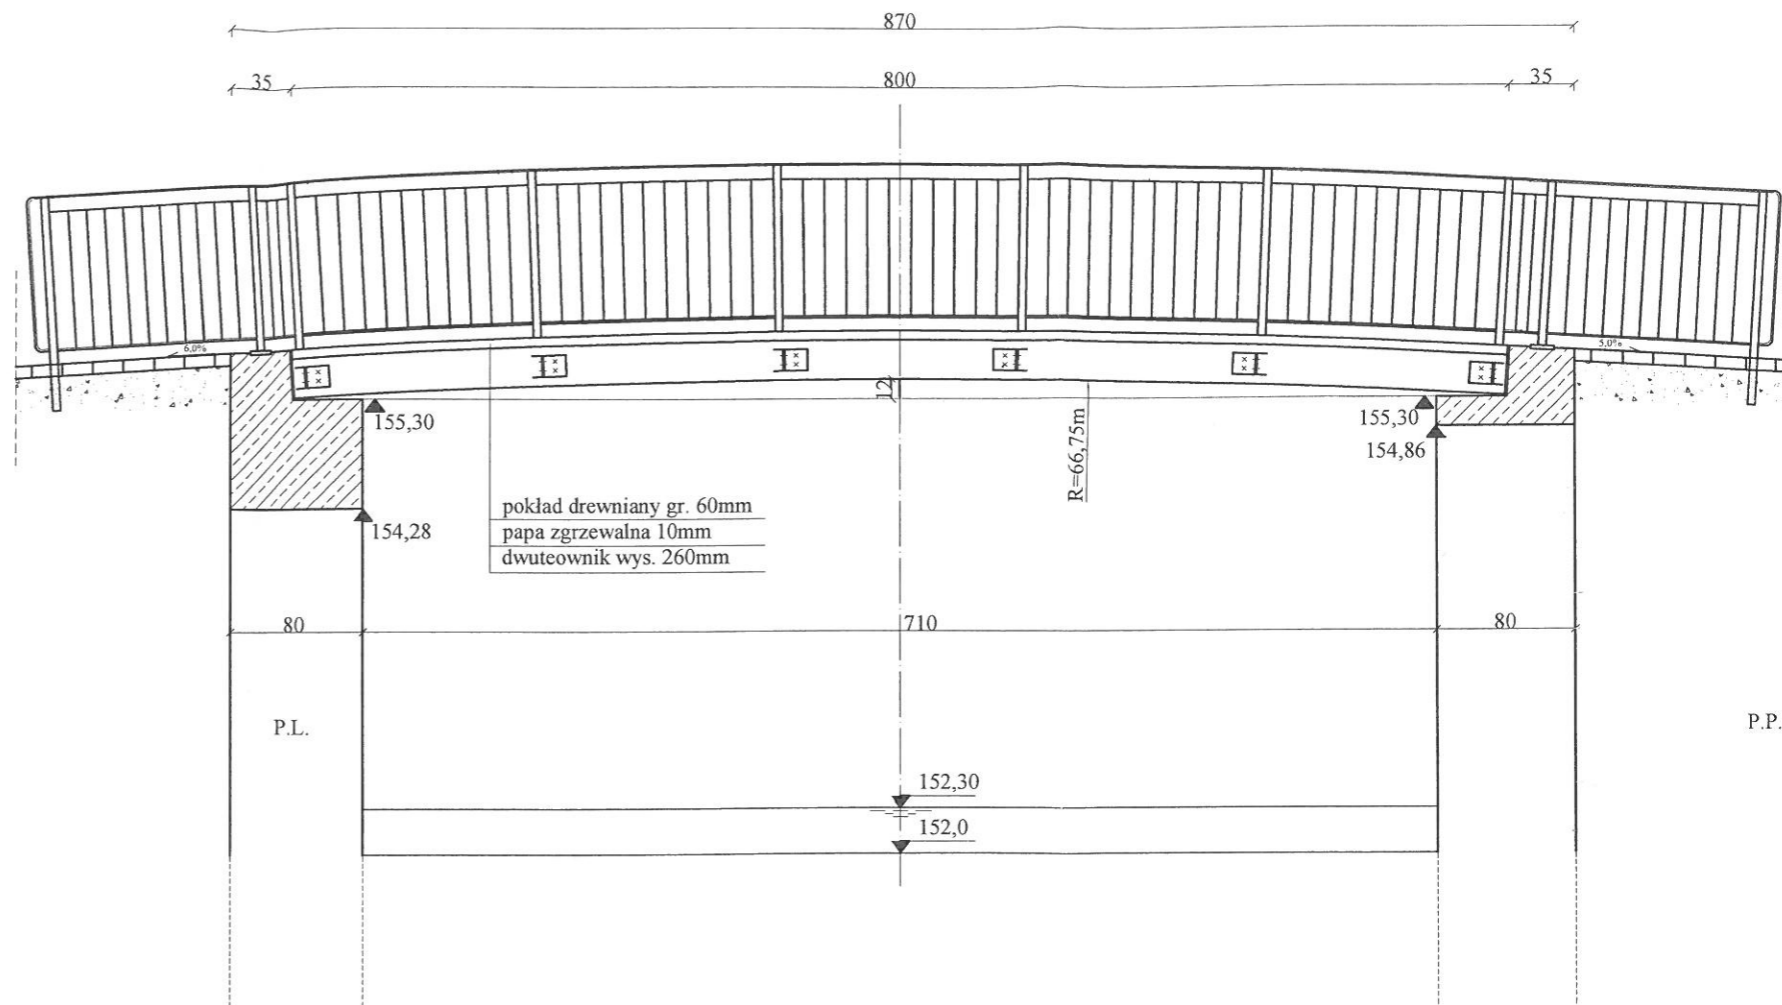 870
35
800
35
6,0%
5,0%
12
155,30
155,30
154,86
R=66,75m
pokład drewniany gr. 60mm
papa zgrzewalna 10mm
dwuteownik wys. 260mm
154,28
80
710
80
P.L.
P.P.
152,30
152,0